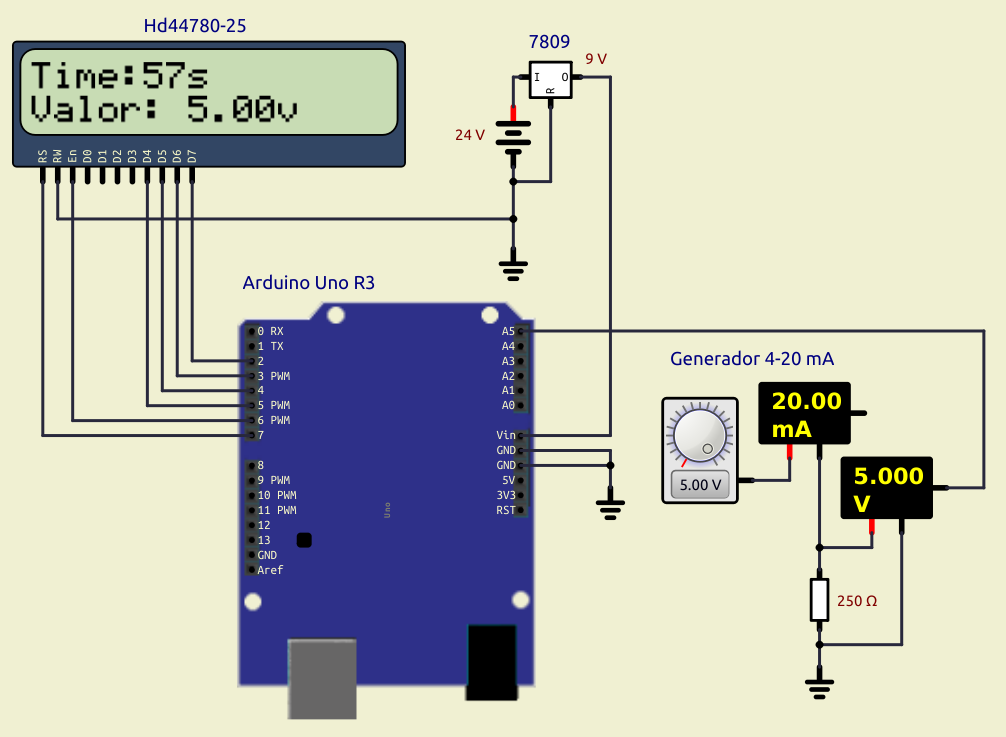 Hd44780-25
Time:57s
Valor: 5.00v
RS RW En D0 D1 D2 D3 D4 D5 D6 D7
7809
9 V
I O
R
24 V
Arduino Uno R3
0 RX
1 TX
2
3 PWM
4
5 PWM
6 PWM
7
8
9 PWM
10 PWM
11 PWM
12
13
GND
Aref
Uno
A5
A4
A3
A2
A1
A0
Vin
GND
GND
5V
3V3
RST
Generador 4-20 mA
5.00 V
20.00
mA
5.000
V
250 Ω